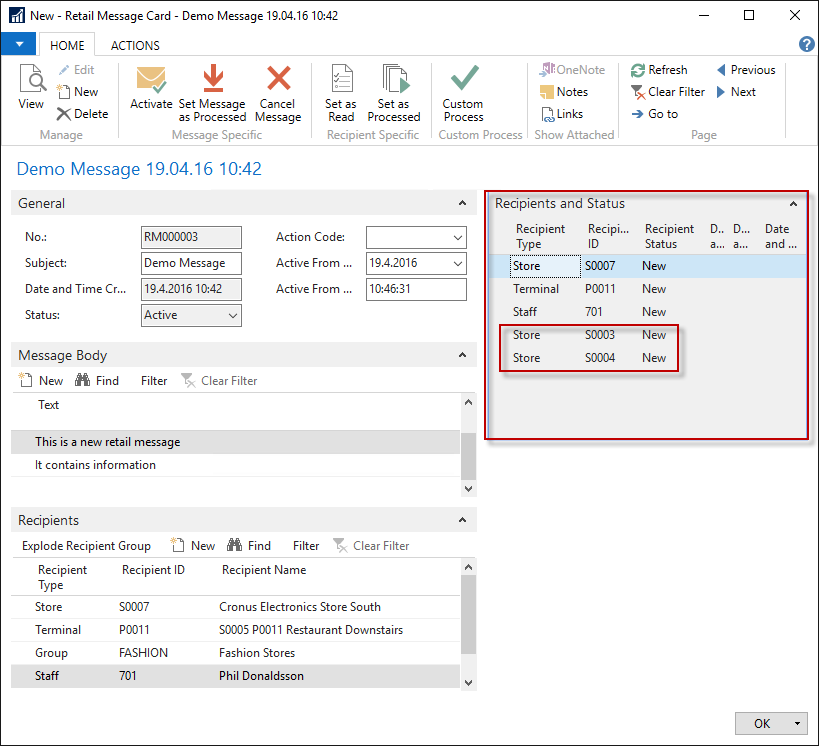 New - Retail Message Card - Demo Message 19.04.16 10:42
HOME ACTIONS
View
Edit
New
Delete
Manage
Activate
Set Message
as Processed
Cancel
Message
Message Specific
Set as
Read
Set as
Processed
Recipient Specific
Custom
Process
Custom Process
OneNote
Notes
Links
Show Attached
Refresh
Clear Filter
Go to
Previous
Next
Page
Demo Message 19.04.16 10:42
General
No.: RM000003
Subject: Demo Message
Date and Time Cr... 19.4.2016 10:42
Status: Active
Action Code:
Active From ... 19.4.2016
Active From ... 10:46:31
Message Body
New Find Filter Clear Filter
Text
This is a new retail message
It contains information
Recipients
Explode Recipient Group New Find Filter Clear Filter
Recipient Type Recipient ID Recipient Name
Store S0007 Cronus Electronics Store South
Terminal P0011 S0005 P0011 Restaurant Downstairs
Group FASHION Fashion Stores
Staff 701 Phil Donaldsson
Recipients and Status
Recipient Recipi... Recipient D.. D... Date
Type ID Status a... a... and ...
Store S0007 New
Terminal P0011 New
Staff 701 New
Store S0003 New
Store S0004 New
OK